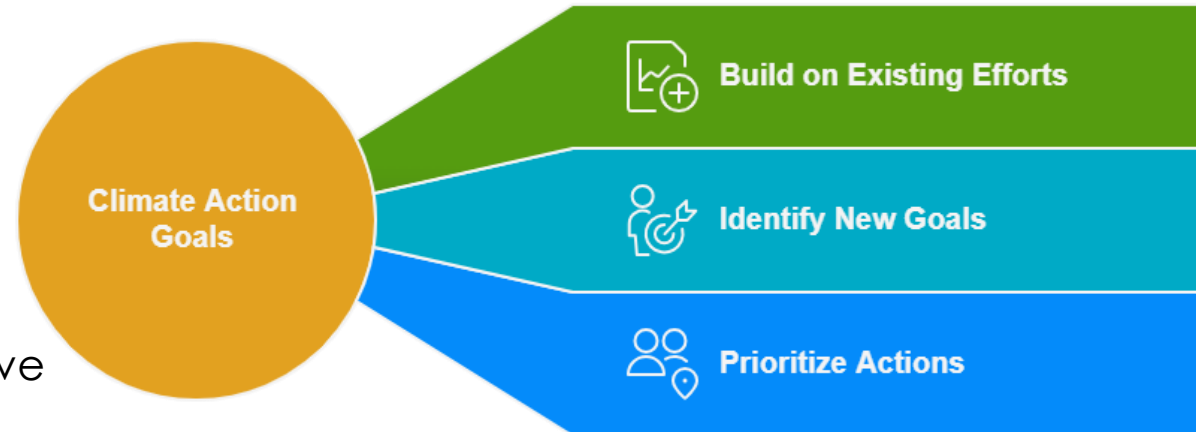 Build on Existing Efforts
Climate Action
Goals
Identify New Goals
Prioritize Actions